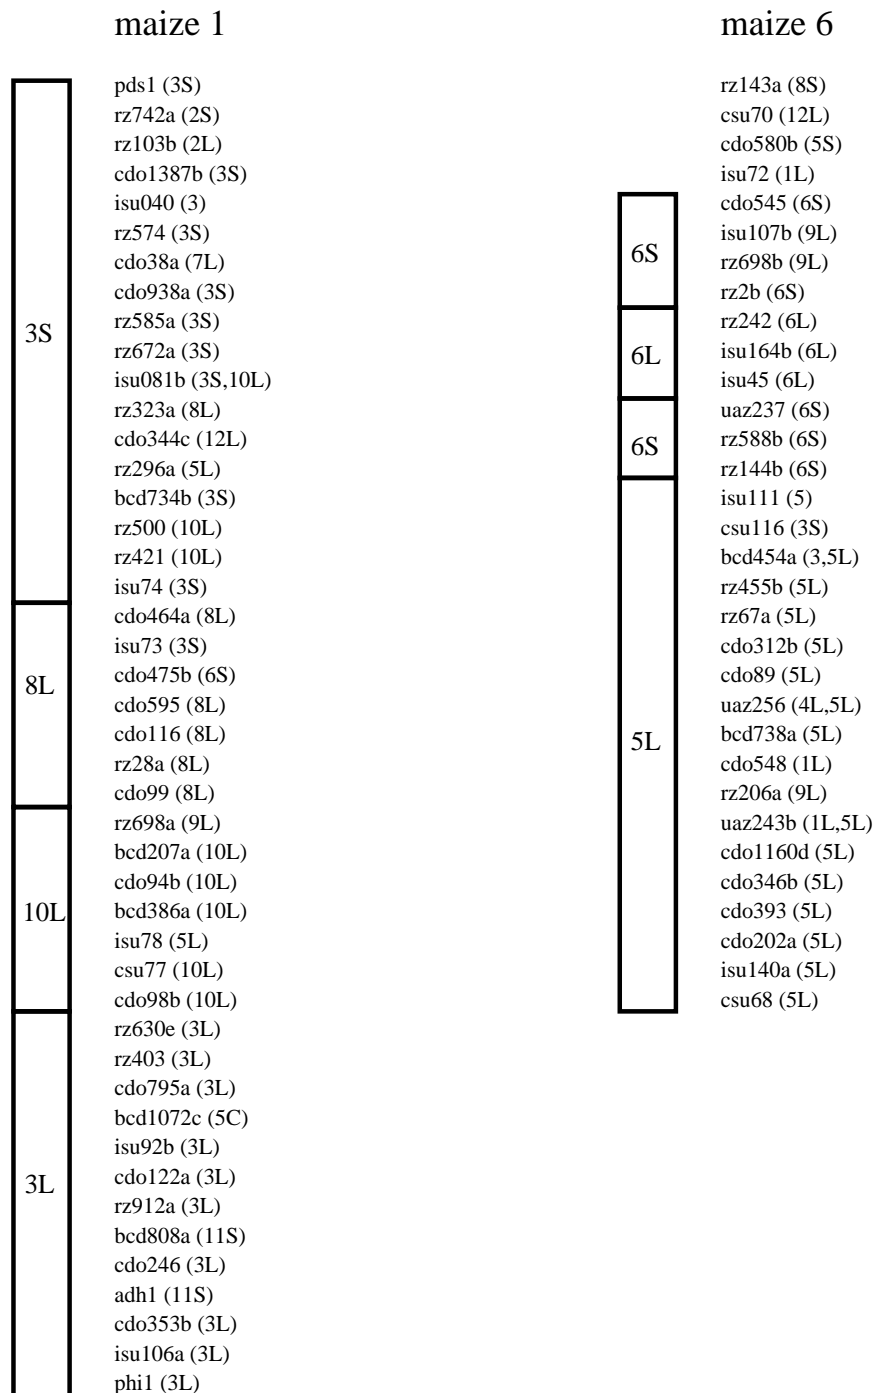 maize 1
3S
8L
10L
3L
pds1 (3S)
rz742a (2S)
rz103b (2L)
cdo1387b (3S)
isu040 (3)
rz574 (3S)
cdo38a (7L)
cdo938a (3S)
rz585a (3S)
rz672a (3S)
isu081b (3S,10L)
rz323a (8L)
cdo344c (12L)
rz296a (5L)
bcd734b (3S)
rz500 (10L)
rz421 (10L)
isu74 (3S)
cdo464a (8L)
isu73 (3S)
cdo475b (6S)
cdo595 (8L)
cdo116 (8L)
rz28a (8L)
cdo99 (8L)
rz698a (9L)
bcd207a (10L)
cdo94b (10L)
bcd386a (10L)
isu78 (5L)
csu77 (10L)
cdo98b (10L)
rz630e (3L)
rz403 (3L)
cdo795a (3L)
bcd1072c (5C)
isu92b (3L)
cdo122a (3L)
rz912a (3L)
bcd808a (11S)
cdo246 (3L)
adh1 (11S)
cdo353b (3L)
isu106a (3L)
phi1 (3L)
maize 6
6S
6L
6S
5L
rz143a (8S)
csu70 (12L)
cdo580b (5S)
isu72 (1L)
cdo545 (6S)
isu107b (9L)
rz698b (9L)
rz2b (6S)
rz242 (6L)
isu164b (6L)
isu45 (6L)
uaz237 (6S)
rz588b (6S)
rz144b (6S)
isu111 (5)
csu116 (3S)
bcd454a (3,5L)
rz455b (5L)
rz67a (5L)
cdo312b (5L)
cdo89 (5L)
uaz256 (4L,5L)
bcd738a (5L)
cdo548 (1L)
rz206a (9L)
uaz243b (1L,5L)
cdo1160d (5L)
cdo346b (5L)
cdo393 (5L)
cdo202a (5L)
isu140a (5L)
csu68 (5L)